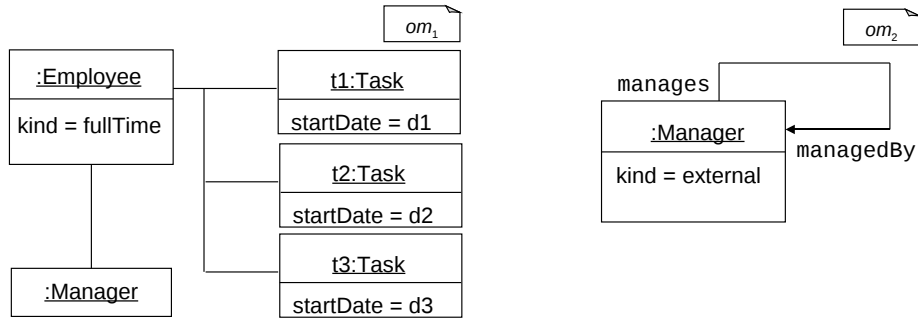 om1
:Employee
kind = fullTime
t1:Task
startDate = d1
t2:Task
startDate = d2
t3:Task
startDate = d3
:Manager
om2
manages
:Manager
kind = external
managedBy